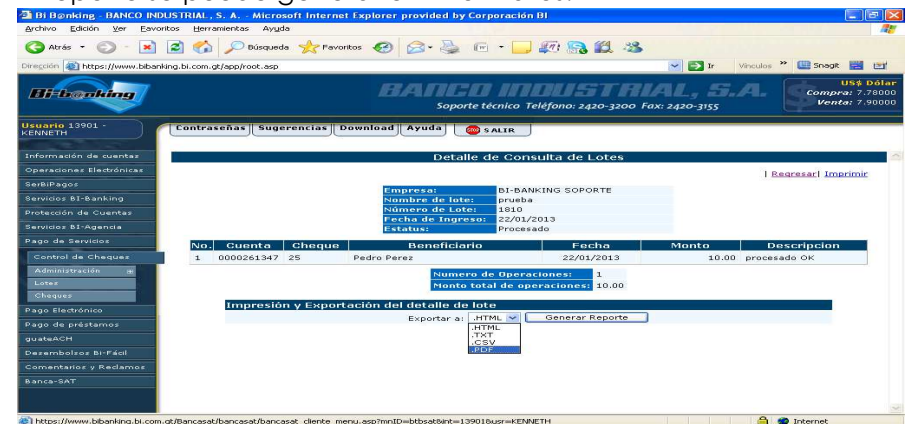 Bi B@nking - BANCO INDUSTRIAL, S. A. - Microsoft Internet Explorer provided by Corporación BI
Archivo Edición Ver Favoritos Herramientas Ayuda
Atrás Búsqueda Favoritos
Dirección https://www.bibanking.bi.com.gt/app/root.asp Ir Vínculos » SnagIt
Bi-b@nking
BANCO INDUSTRIAL, S.A.
Soporte técnico Teléfono: 2420-3200 Fax: 2420-3155
US$ Dólar
Compra: 7.78000
Venta: 7.90000
Usuario 13901 -
KENNETH
Contraseñas Sugerencias Download Ayuda STOP SALIR
Información de cuentas
Operaciones Electrónicas
SerBiPagos
Servicios BI-Banking
Protección de Cuentas
Servicios BI-Agencia
Pago de Servicios
Control de Cheques
Administración
Lotes
Cheques
Pago Electrónico
Pago de préstamos
guateACH
Desembolsos Bi-Fácil
Comentarios y Reclamos
Banca-SAT
Detalle de Consulta de Lotes
| Regresar| Imprimir
Empresa: BI-BANKING SOPORTE
Nombre de lote: prueba
Número de Lote: 1810
Fecha de Ingreso: 22/01/2013
Estatus: Procesado
No. Cuenta Cheque Beneficiario Fecha Monto Descripcion
1 0000261347 25 Pedro Perez 22/01/2013 10.00 procesado OK
Numero de Operaciones: 1
Monto total de operaciones: 10.00
Impresión y Exportación del detalle de lote
Exportar a: .HTML Generar Reporte
.HTML
.TXT
.CSV
.PDF
https://www.bibanking.bi.com.gt/Bancasat/bancasat/bancasat_cliente_menu.asp?mnID=btbsat&int=13901&usr=KENNETH Internet